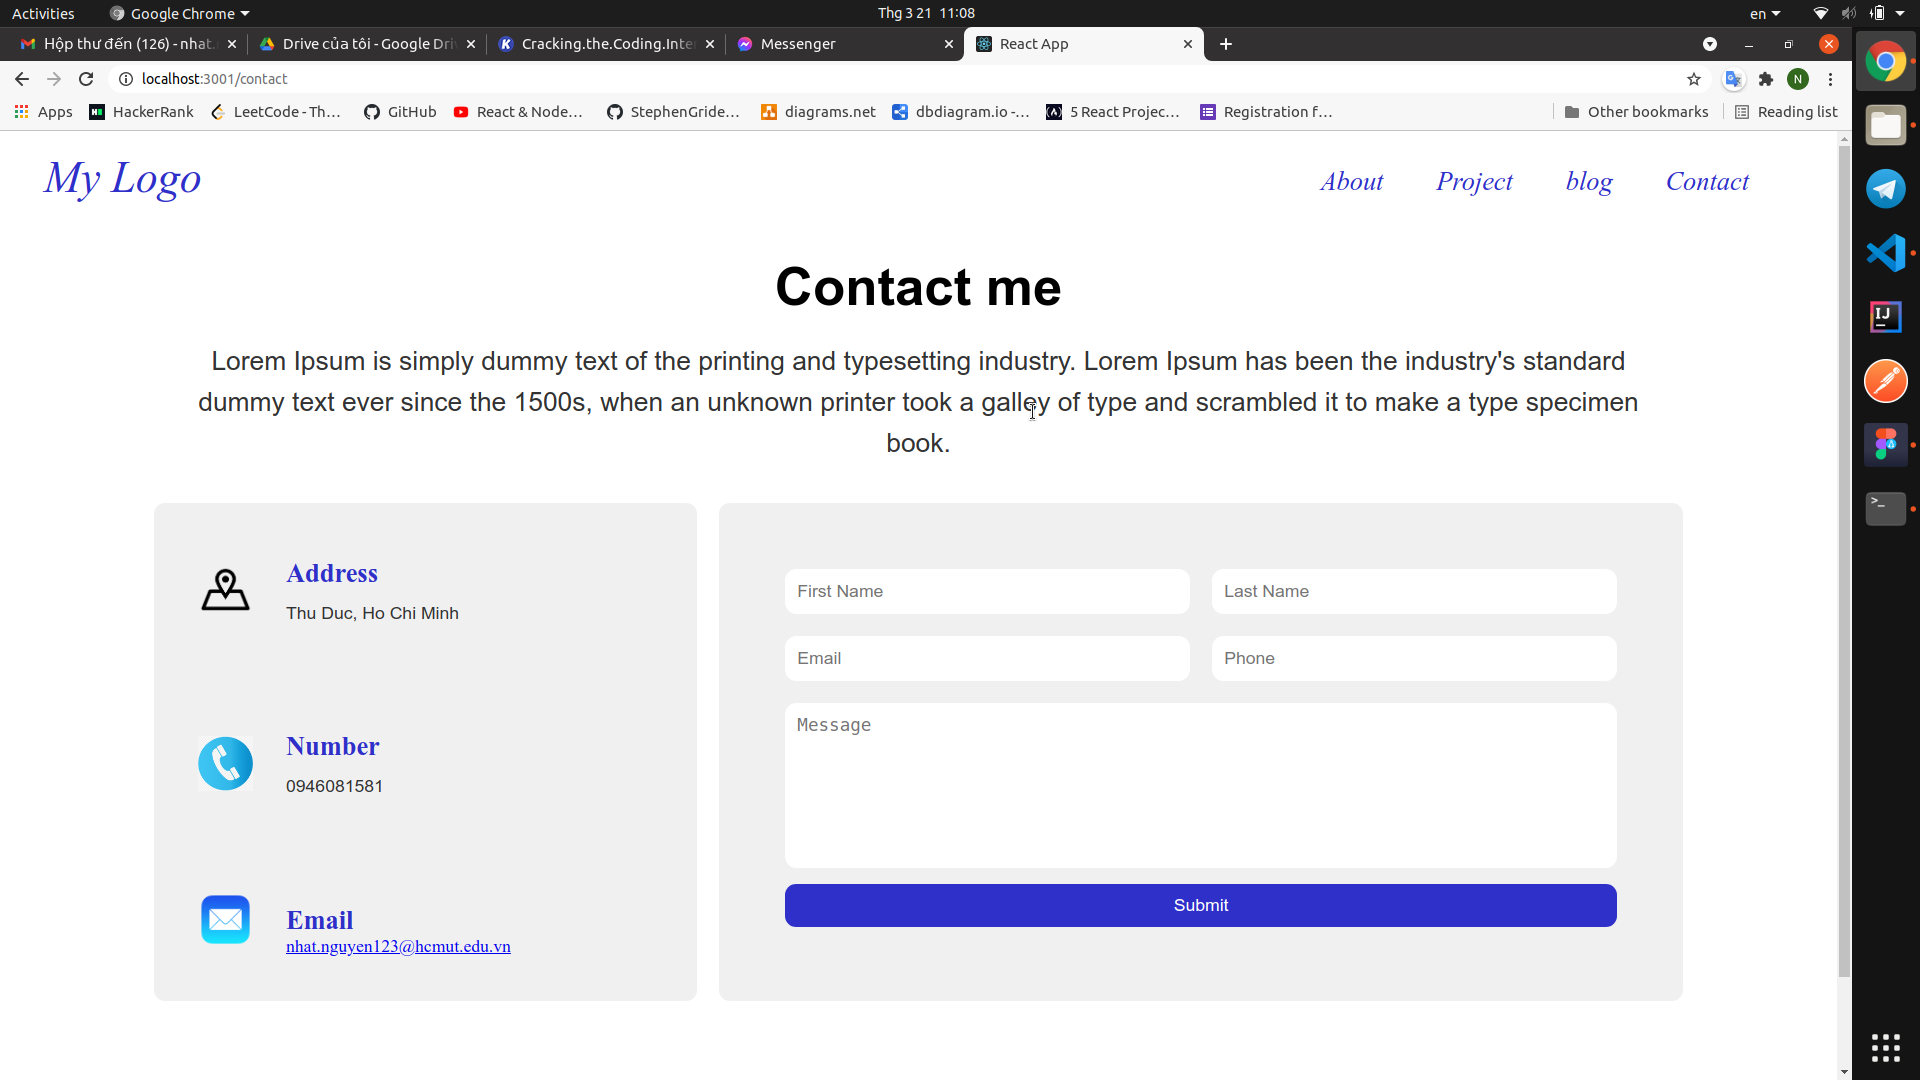 Activities
Google Chrome
Thg 3 21 11:08
en
Hộp thư đến (126) - nhat.
Drive của tôi - Google Dri
Cracking.the.Coding.Inte
Messenger
React App
localhost:3001/contact
N
Apps
HackerRank
LeetCode - Th...
GitHub
React & Node...
StephenGride...
diagrams.net
dbdiagram.io -...
5 React Projec...
Registration f...
Other bookmarks
Reading list
My Logo
About
Project
blog
Contact
Contact me
Lorem Ipsum is simply dummy text of the printing and typesetting industry. Lorem Ipsum has been the industry's standard
dummy text ever since the 1500s, when an unknown printer took a galley of type and scrambled it to make a type specimen
book.
Address
Thu Duc, Ho Chi Minh
Number
0946081581
Email
nhat.nguyen123@hcmut.edu.vn
First Name
Last Name
Email
Phone
Message
Submit
IJ